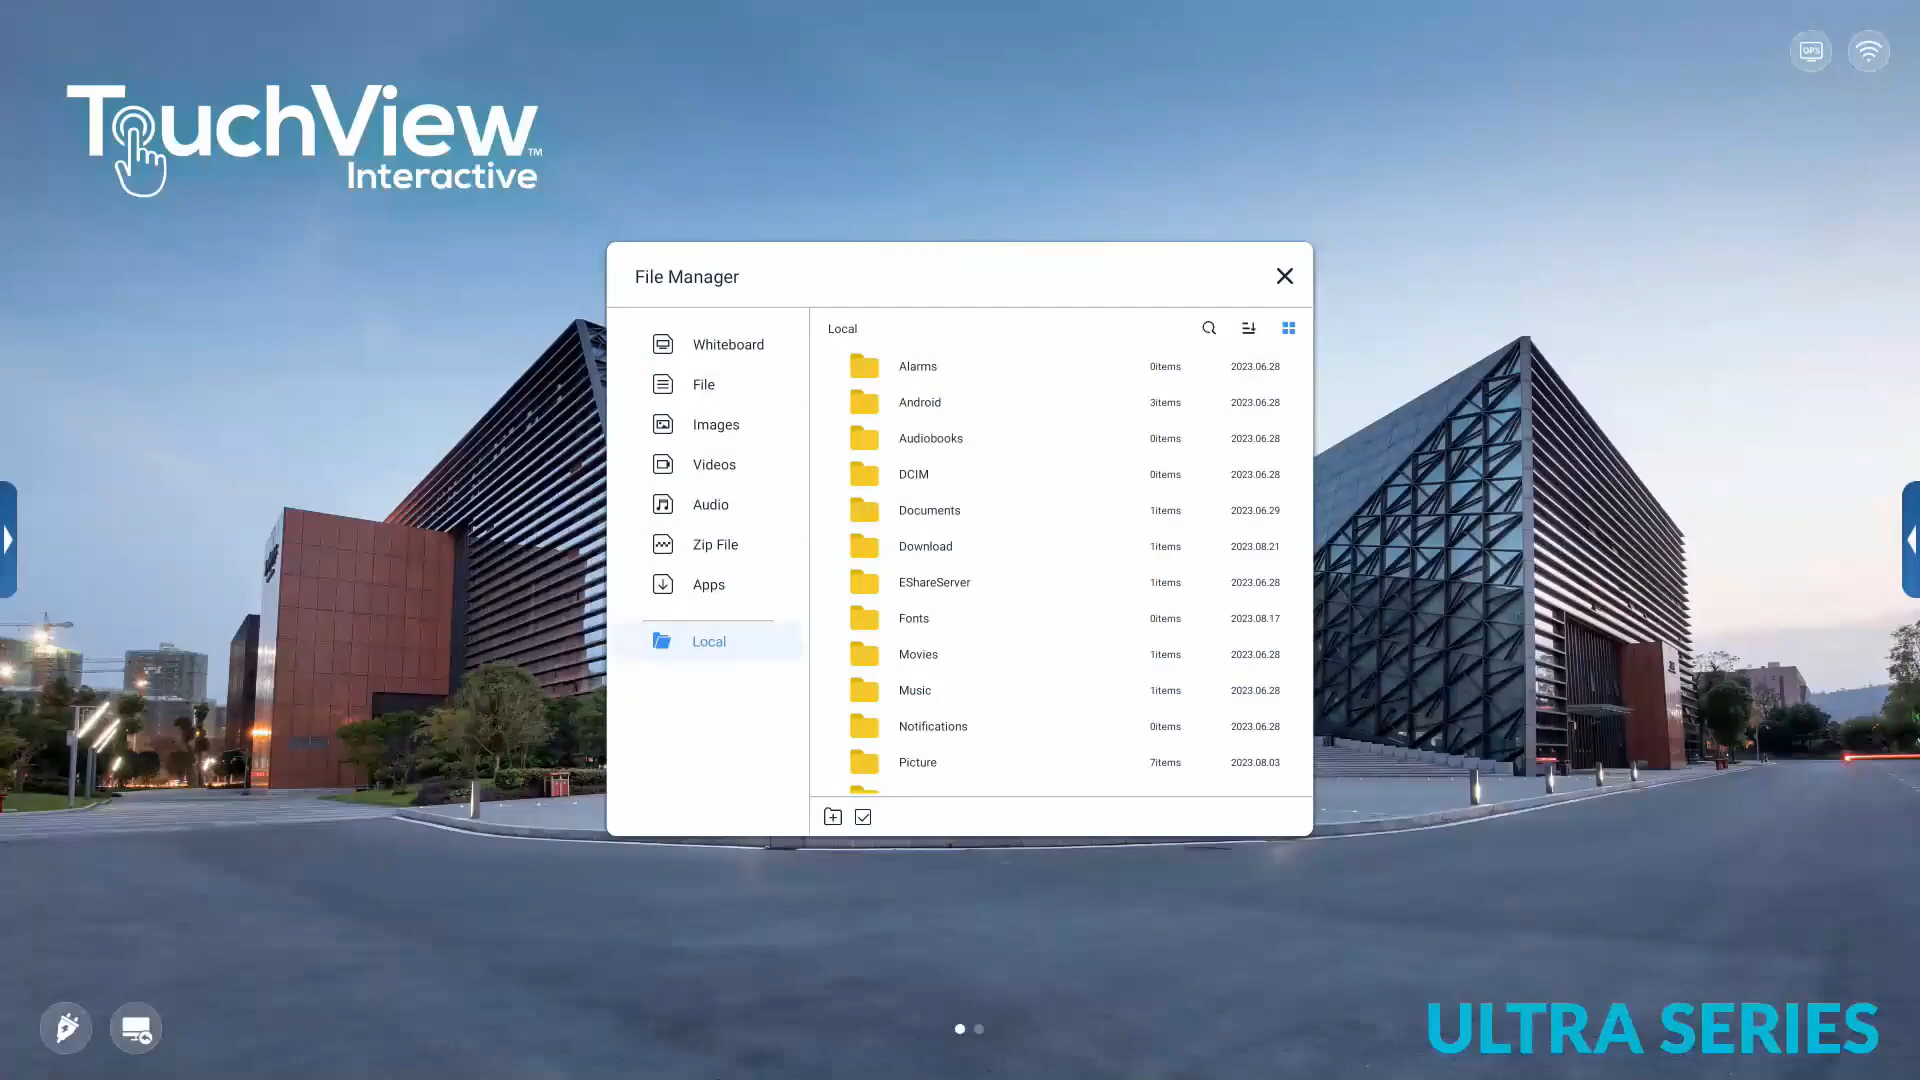 OPS
TouchView™
Interactive
File Manager
Whiteboard
File
Images
Videos
Audio
Zip File
Apps
Local
Local
Alarms 0items 2023.06.28
Android 3items 2023.06.28
Audiobooks 0items 2023.06.28
DCIM 0items 2023.06.28
Documents 1items 2023.06.29
Download 1items 2023.08.21
EShareServer 1items 2023.06.28
Fonts 0items 2023.08.17
Movies 1items 2023.06.28
Music 1items 2023.06.28
Notifications 0items 2023.06.28
Picture 7items 2023.08.03
ULTRA SERIES